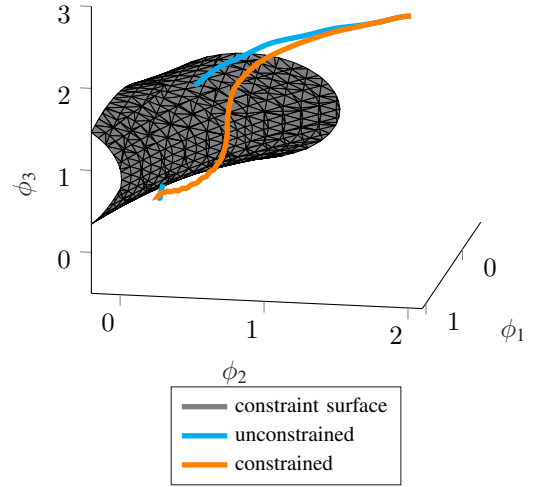 3
2
1
0
ϕ3
0
1
2
ϕ2
1
0
ϕ1
constraint surface
unconstrained
constrained